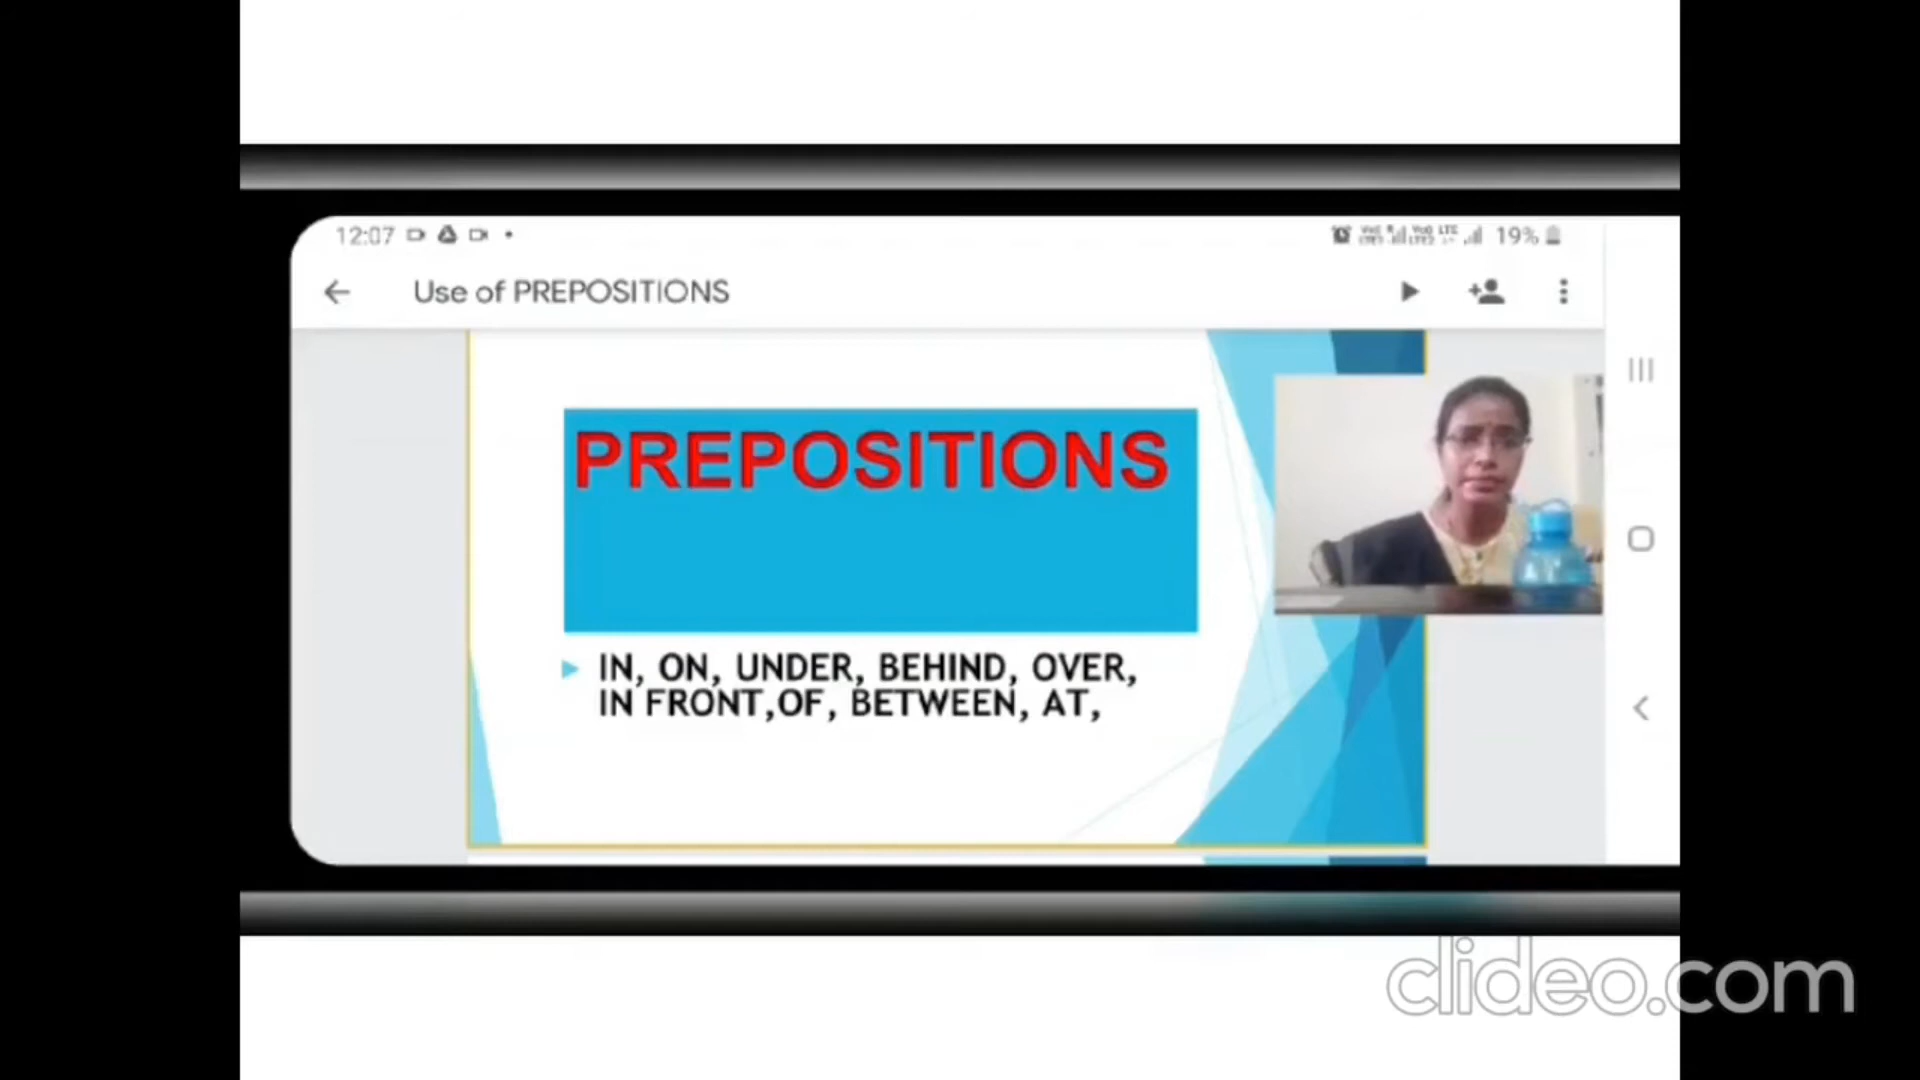 12:07
19%
Use of PREPOSITIONS
PREPOSITIONS
IN, ON, UNDER, BEHIND, OVER,
IN FRONT,OF, BETWEEN, AT,
clideo.com